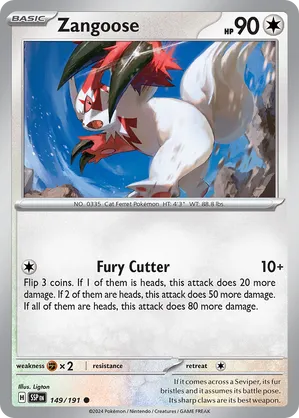 BASIC
Zangoose
HP 90
NO. 0335 Cat Ferret Pokémon HT: 4'3" WT: 88.8 lbs
Fury Cutter 10+
Flip 3 coins. If 1 of them is heads, this attack does 20 more
damage. If 2 of them are heads, this attack does 50 more damage.
If all of them are heads, this attack does 80 more damage.
weakness × 2 resistance retreat
Illus. Ligton
If it comes across a Seviper, its fur
bristles and it assumes its battle pose.
Its sharp claws are its best weapon.
H SSP EN 149/191
©2024 Pokémon / Nintendo / Creatures / GAME FREAK